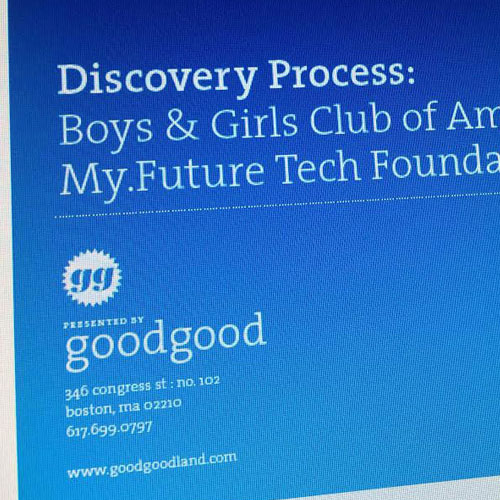 Discovery Process:
Boys & Girls Club of Am
My.Future Tech Founda
gg
PRESENTED BY
goodgood
346 congress st : no. 102
boston, ma 02210
617.699.0797
www.goodgoodland.com